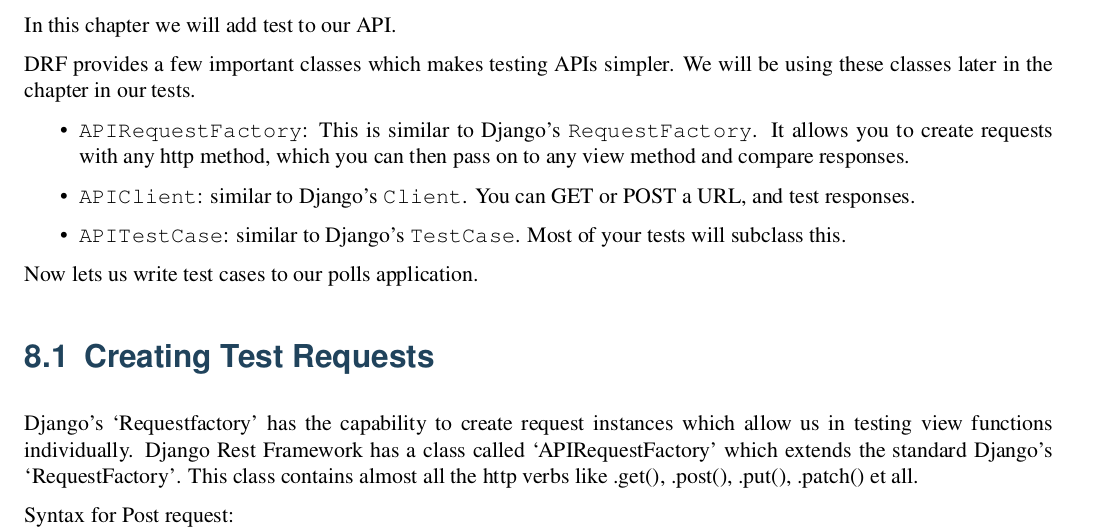 In this chapter we will add test to our API.
DRF provides a few important classes which makes testing APIs simpler. We will be using these classes later in the
chapter in our tests.
• APIRequestFactory: This is similar to Django’s RequestFactory. It allows you to create requests
with any http method, which you can then pass on to any view method and compare responses.
• APIClient: similar to Django’s Client. You can GET or POST a URL, and test responses.
• APITestCase: similar to Django’s TestCase. Most of your tests will subclass this.
Now lets us write test cases to our polls application.
8.1 Creating Test Requests
Django’s ‘Requestfactory’ has the capability to create request instances which allow us in testing view functions
individually. Django Rest Framework has a class called ‘APIRequestFactory’ which extends the standard Django’s
‘RequestFactory’. This class contains almost all the http verbs like .get(), .post(), .put(), .patch() et all.
Syntax for Post request: